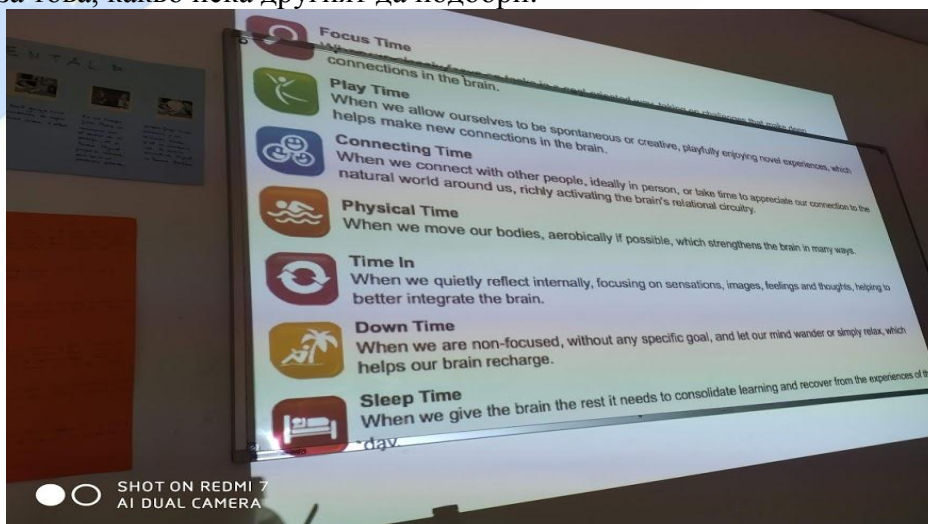 за това, какво нека другият да подобри.
ENTAL
Focus Time
connections in the brain.
Play Time
When we allow ourselves to be spontaneous or creative, playfully enjoying novel experiences, which
helps make new connections in the brain.
Connecting Time
When we connect with other people, ideally in person, or take time to appreciate our connection to the
natural world around us, richly activating the brain's relational circuitry.
Physical Time
When we move our bodies, aerobically if possible, which strengthens the brain in many ways.
Time In
When we quietly reflect internally, focusing on sensations, images, feelings and thoughts, helping to
better integrate the brain.
Down Time
When we are non-focused, without any specific goal, and let our mind wander or simply relax, which
helps our brain recharge.
Sleep Time
When we give the brain the rest it needs to consolidate learning and recover from the experiences of
day.
SHOT ON REDMI 7
AI DUAL CAMERA